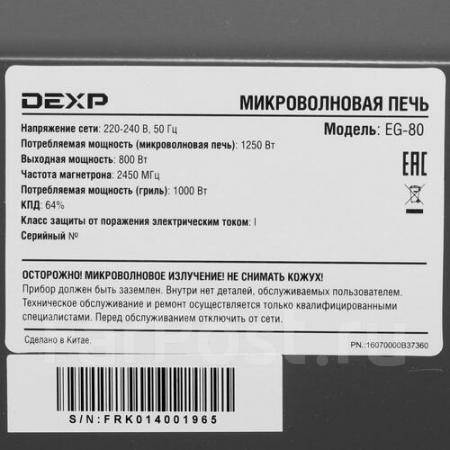 DEXP
МИКРОВОЛНОВАЯ ПЕЧЬ
Модель: EG-80
Напряжение сети: 220-240 В, 50 Гц
Потребляемая мощность (микроволновая печь): 1250 Вт
Выходная мощность: 800 Вт
Частота магнетрона: 2450 МГц
Потребляемая мощность (гриль): 1000 Вт
КПД: 64%
Класс защиты от поражения электрическим током: I
Серийный №
EAC
ОСТОРОЖНО! МИКРОВОЛНОВОЕ ИЗЛУЧЕНИЕ! НЕ СНИМАТЬ КОЖУХ!
Прибор должен быть заземлен. Внутри нет деталей, обслуживаемых пользователем.
Техническое обслуживание и ремонт осуществляется только квалифицированными
специалистами. Перед обслуживанием отключить от сети.
Сделано в Китае.
PN.:16070000B37360
S/N:FRK014001965